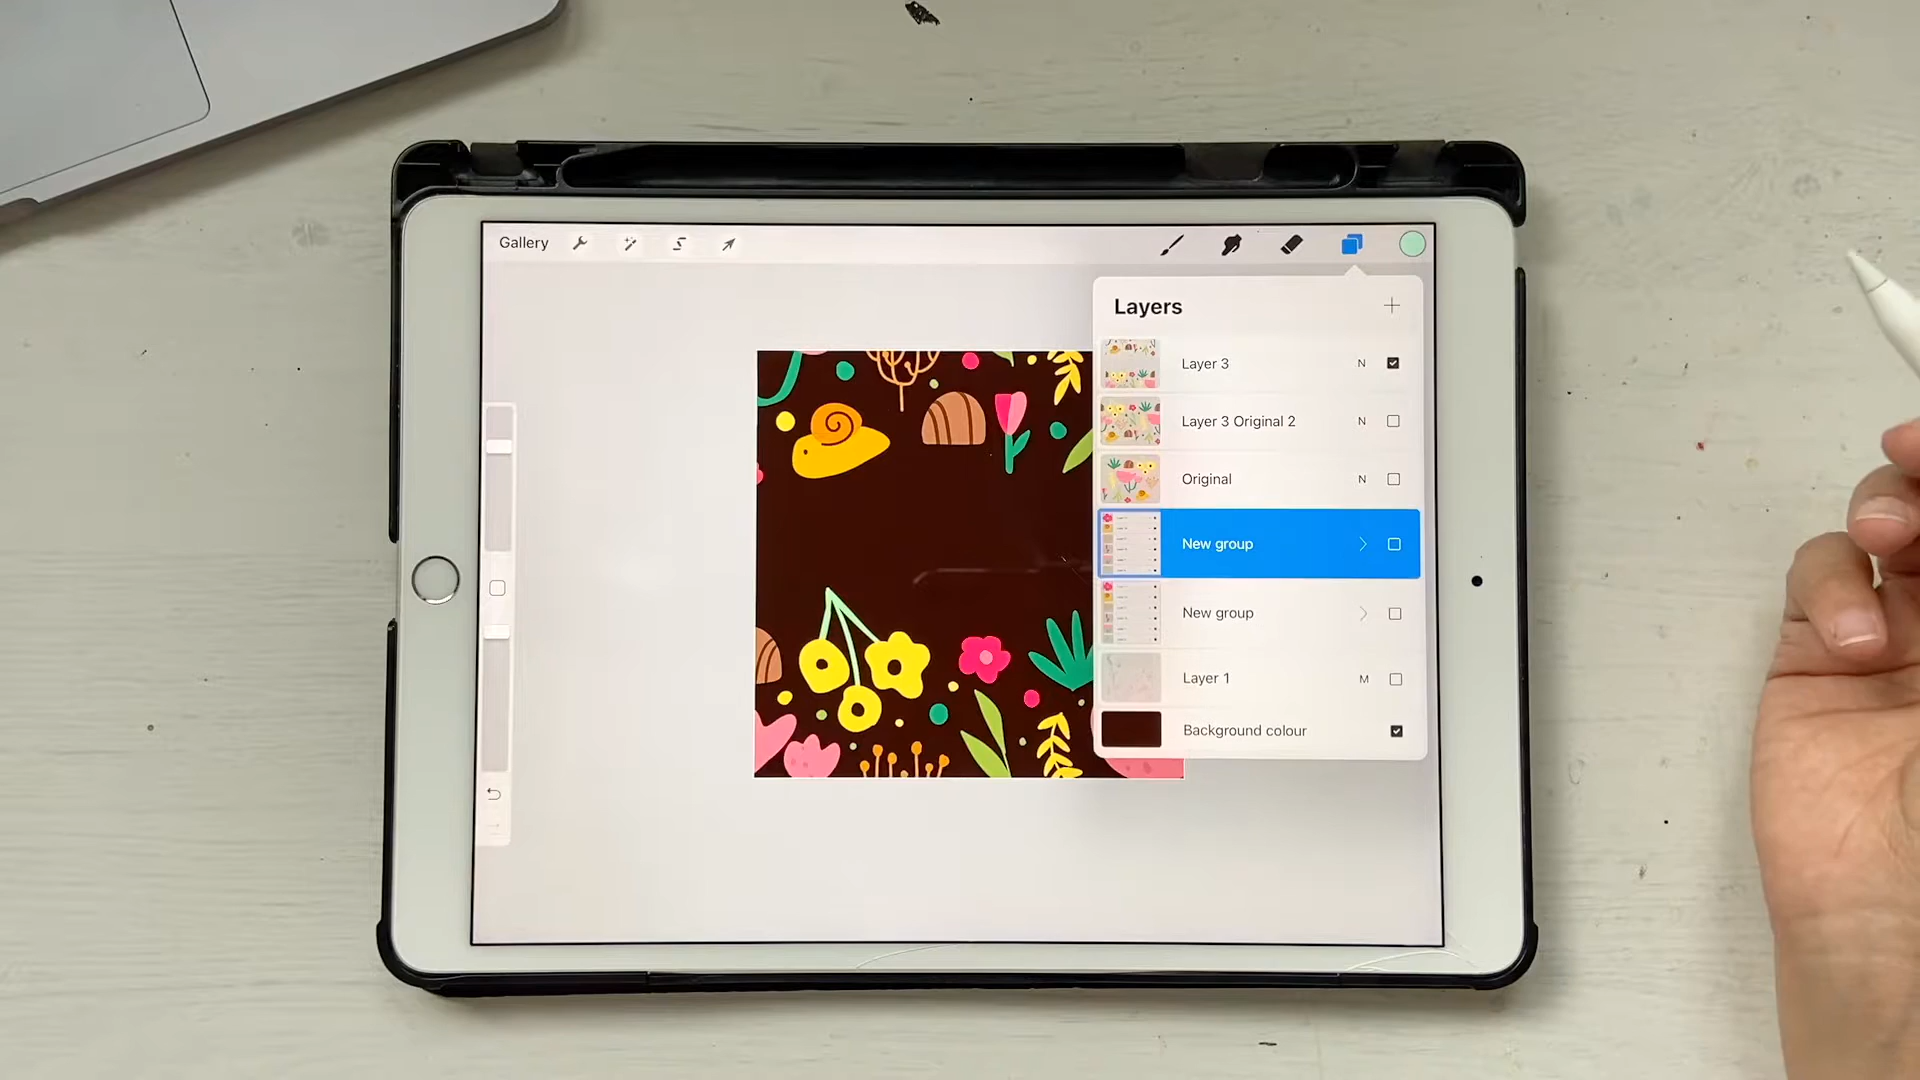 Gallery
Layers
Layer 3 N
Layer 3 Original 2 N
Original N
New group
New group
Layer 1 M
Background colour